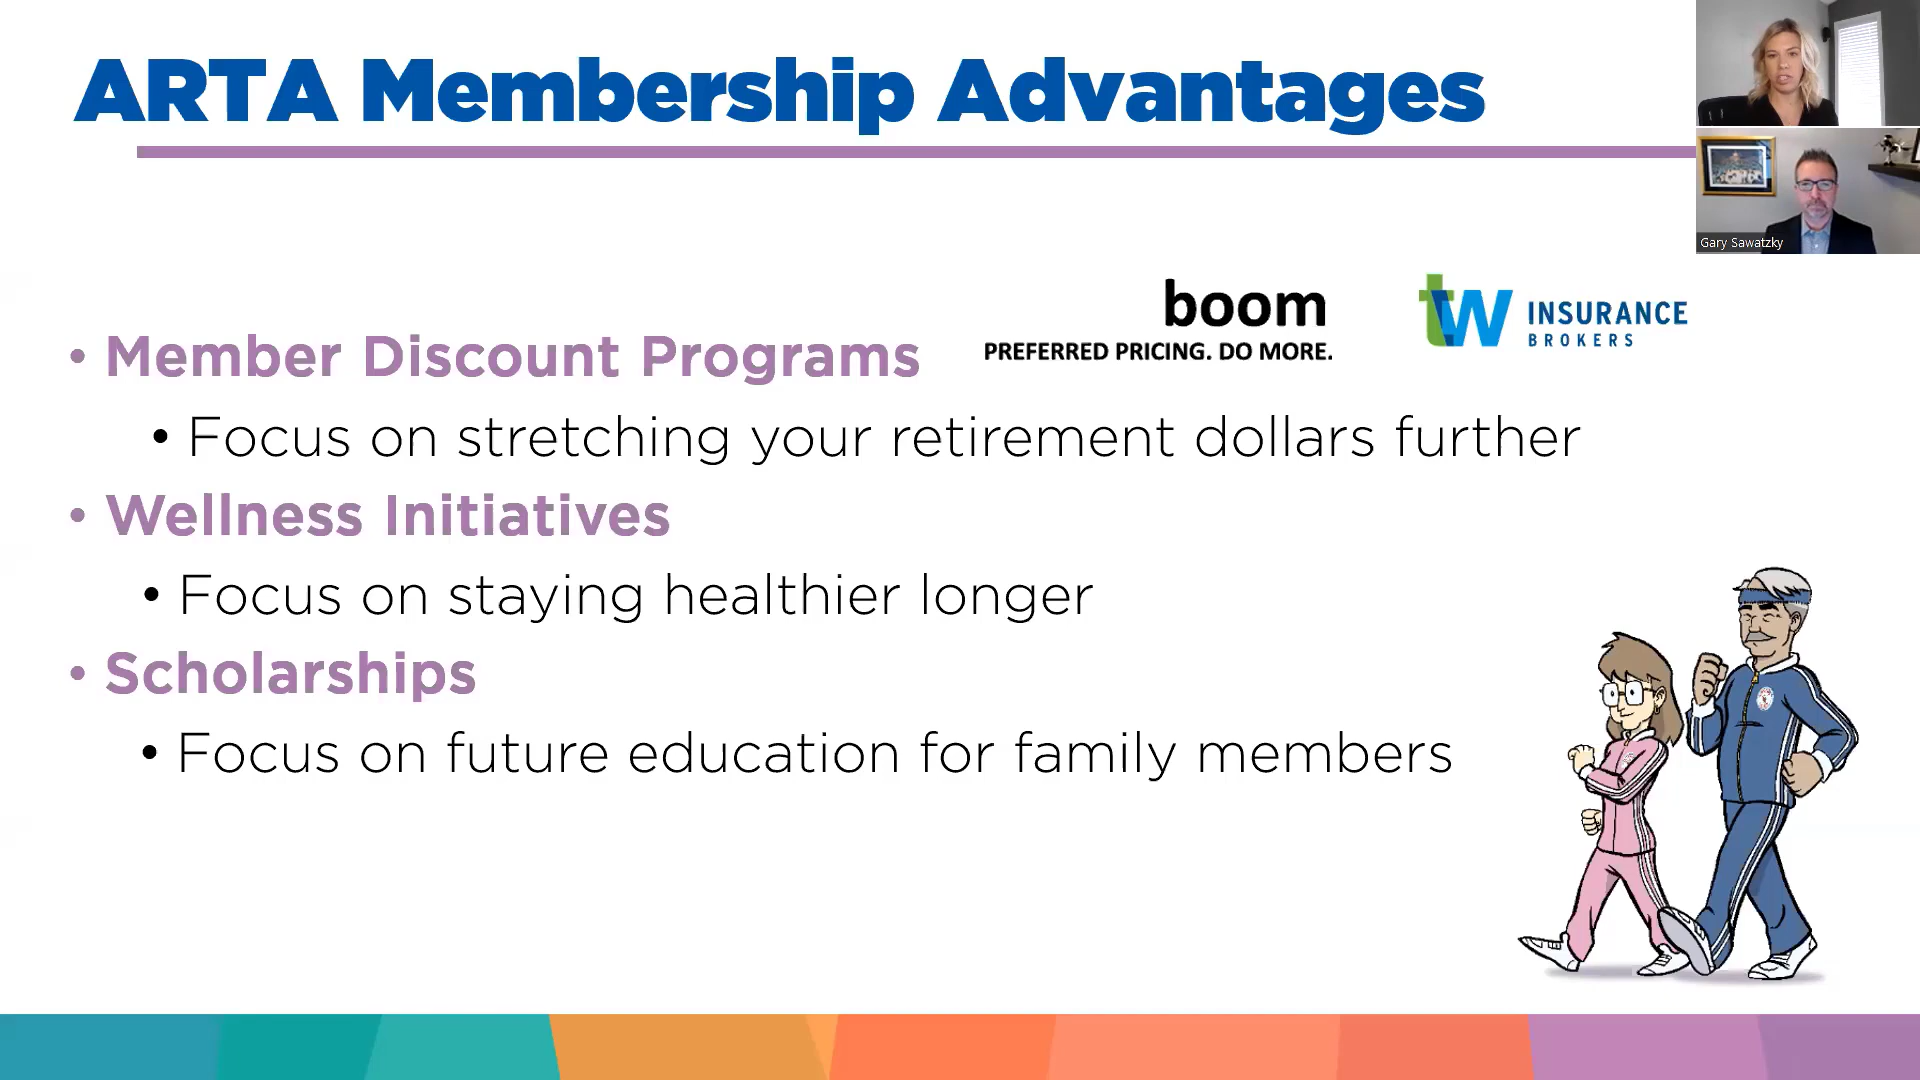 ARTA Membership Advantages
Gary Sawatzky
boom
PREFERRED PRICING. DO MORE.
tw INSURANCE
BROKERS
• Member Discount Programs
• Focus on stretching your retirement dollars further
• Wellness Initiatives
• Focus on staying healthier longer
• Scholarships
• Focus on future education for family members